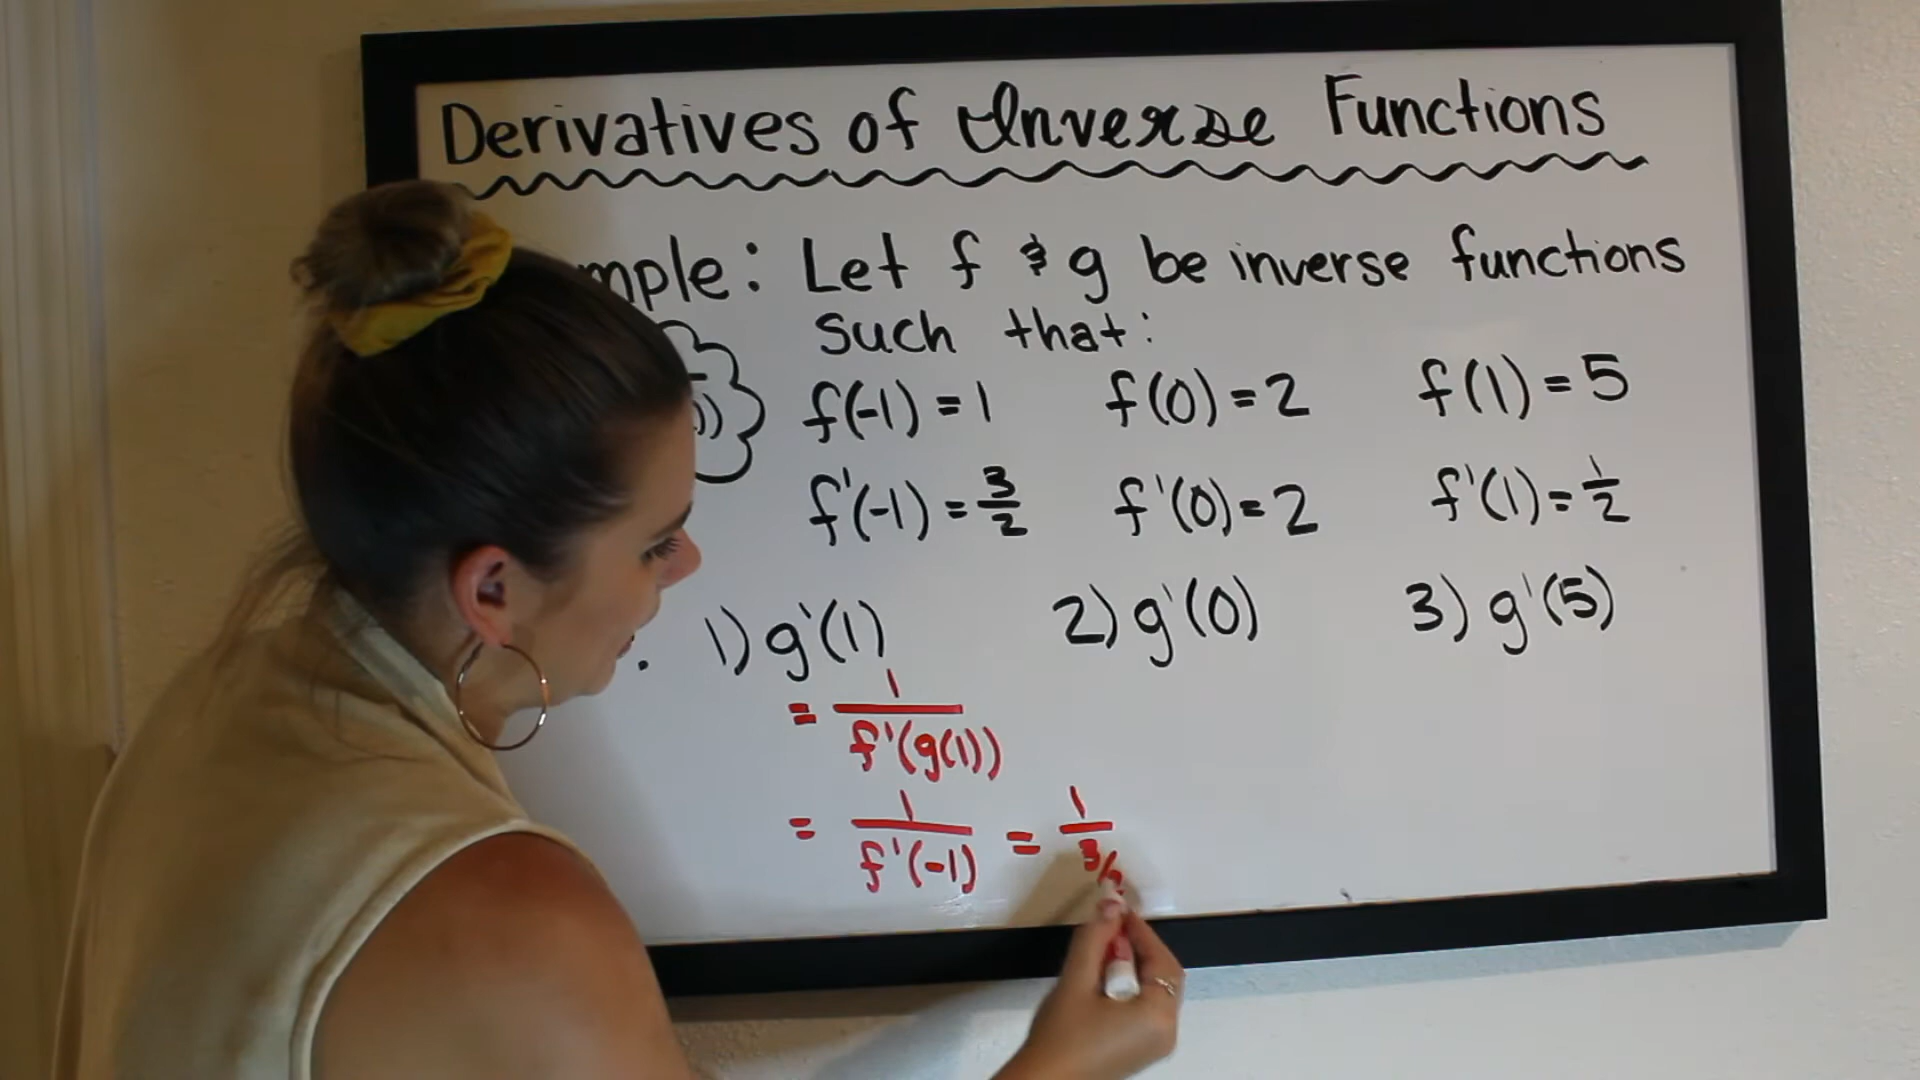 Derivatives of Inverse Functions
mple: Let f & g be inverse functions
such that:
f(-1) = 1 f(0) = 2 f(1) = 5
f'(-1) = 3/2 f'(0) = 2 f'(1) = 1/2
1) g'(1) 2) g'(0) 3) g'(5)
= 1/f'(g(1))
= 1/f'(-1) = 1/(3/2)